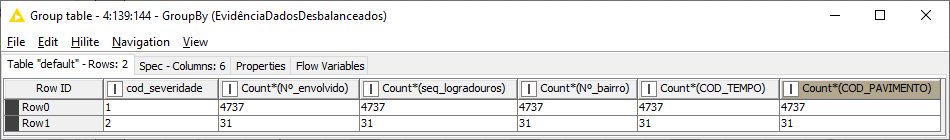 Group table - 4:139:144 - GroupBy (EvidênciaDadosDesbalanceados)
File Edit Hilite Navigation View
Table "default" - Rows: 2 Spec - Columns: 6 Properties Flow Variables
Row ID I cod_severidade I Count*(Nº_envolvido) I Count*(seq_logradouros) I Count*(Nº_bairro) I Count*(COD_TEMPO) I Count*(COD_PAVIMENTO)
Row0 1 4737 4737 4737 4737 4737
Row1 2 31 31 31 31 31